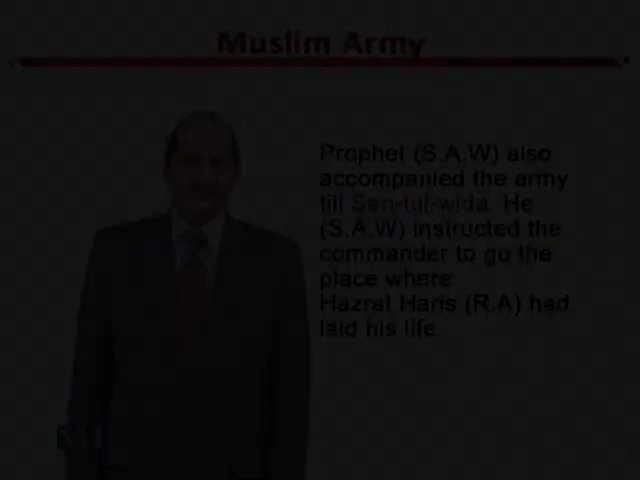 Muslim Army
Prophet (S.A.W) also
accompanied the army
till San-tul-wida. He
(S.A.W) instructed the
commander to go the
place where
Hazrat Haris (R.A) had
laid his life